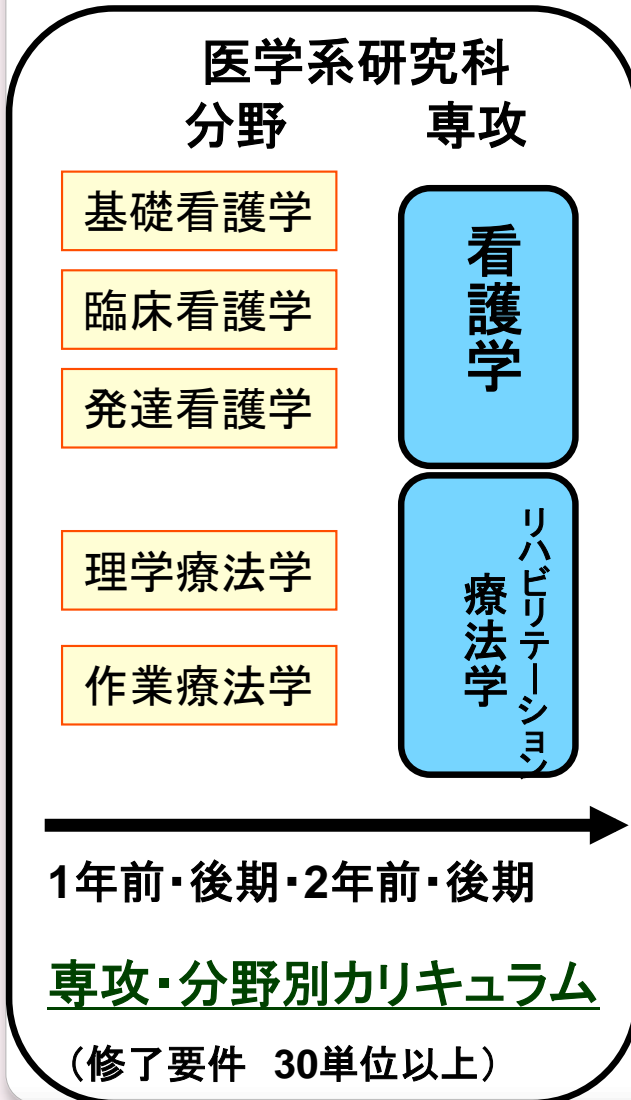 医学系研究科
分野 専攻
基礎看護学
臨床看護学
発達看護学
看護学
理学療法学
作業療法学
リハビリテーション
療法学
1年前・後期・2年前・後期
専攻・分野別カリキュラム
（修了要件 30単位以上）